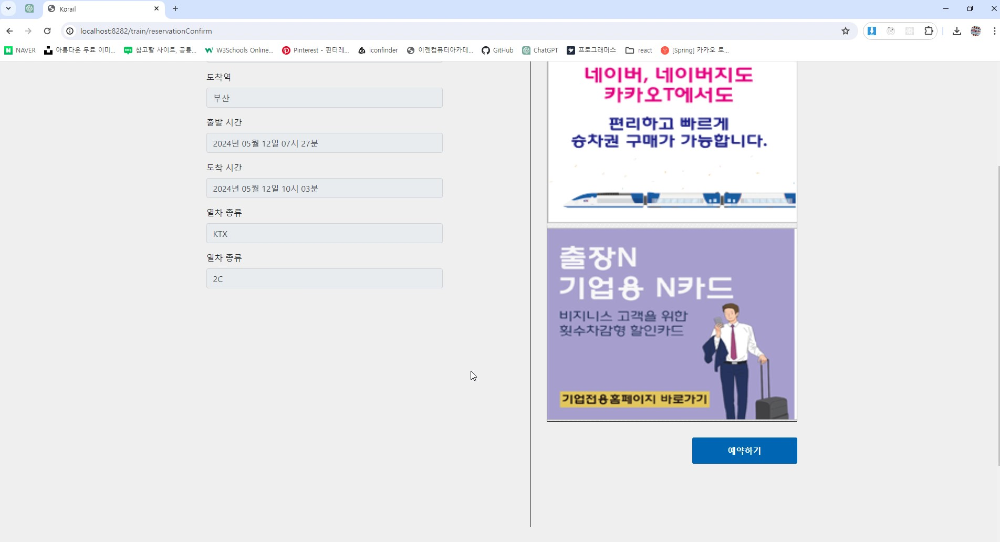 Korail
localhost:8282/train/reservationConfirm
NAVER
아름다운 무료 이미...
참고할 사이트, 공룡...
W3Schools Online...
Pinterest - 핀터레...
iconfinder
이젠컴퓨터아카데...
GitHub
ChatGPT
프로그래머스
react
[Spring] 카카오 로...
도착역
부산
출발 시간
2024년 05월 12일 07시 27분
도착 시간
2024년 05월 12일 10시 03분
열차 종류
KTX
열차 종류
2C
네이버, 네이버지도
카카오T에서도
편리하고 빠르게
승차권 구매가 가능합니다.
출장N
기업용 N카드
비지니스 고객을 위한
횟수차감형 할인카드
기업전용홈페이지 바로가기
예약하기